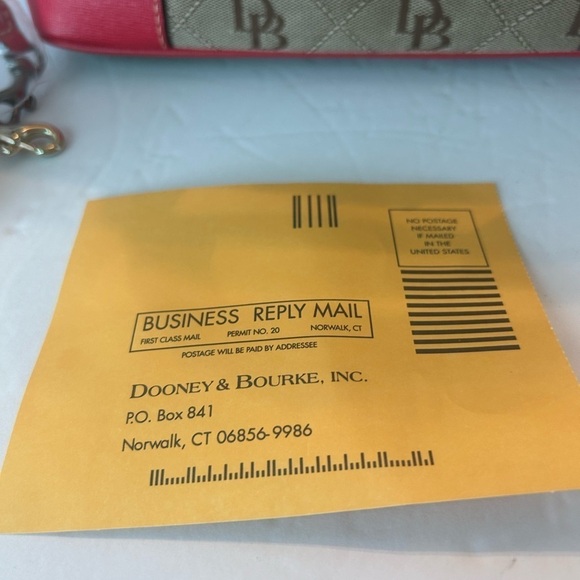 DB DB
NO POSTAGE
NECESSARY
IF MAILED
IN THE
UNITED STATES
BUSINESS REPLY MAIL
FIRST CLASS MAIL PERMIT NO. 20 NORWALK, CT
POSTAGE WILL BE PAID BY ADDRESSEE
DOONEY & BOURKE, INC.
P.O. Box 841
Norwalk, CT 06856-9986